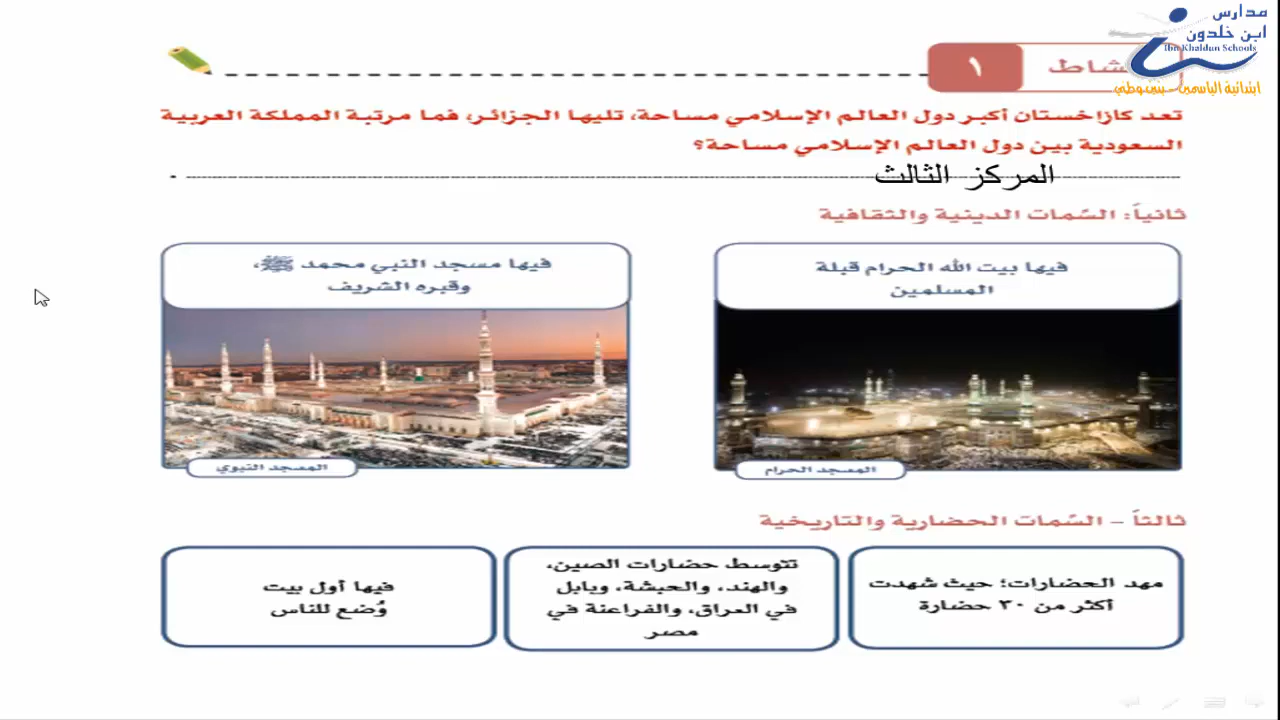 مدارس
ابن خلدون
Ibn Khaldun Schools
ابتدائية الياسمين - بنين وطني
١
تعد كازاخستان أكبر دول العالم الإسلامي مساحة، تليها الجزائر، فما مرتبة المملكة العربية
السعودية بين دول العالم الإسلامي مساحة؟
المركز الثالث
ثانياً: السّمات الدينية والثقافية
فيها بيت الله الحرام قبلة
المسلمين
فيها مسجد النبي محمد ﷺ،
وقبره الشريف
المسجد الحرام
المسجد النبوي
ثالثاً – السّمات الحضارية والتاريخية
مهد الحضارات؛ حيث شهدت
أكثر من ٣٠ حضارة
تتوسط حضارات الصين،
والهند، والحبشة، وبابل
في العراق، والفراعنة في
مصر
فيها أول بيت
وُضع للناس